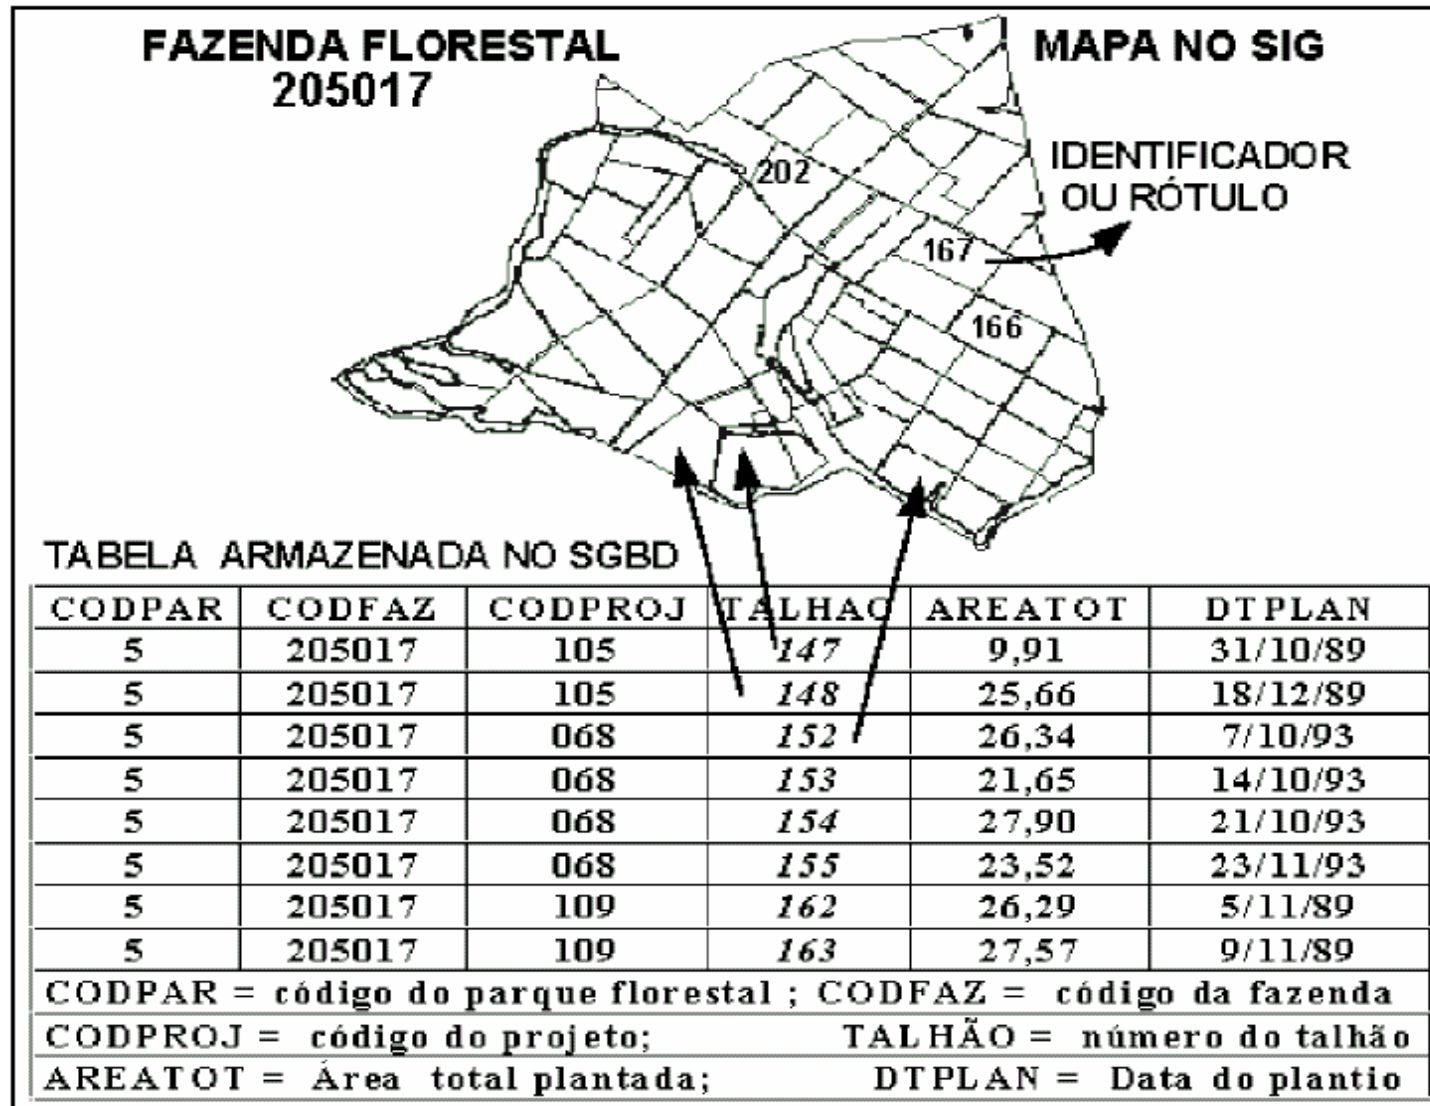 FAZENDA FLORESTAL
205017
MAPA NO SIG
IDENTIFICADOR
OU RÓTULO
202
167
166
TABELA ARMAZENADA NO SGBD
CODPAR CODFAZ CODPROJ TALHAO AREATOT DTPLAN
5 205017 105 147 9,91 31/10/89
5 205017 105 148 25,66 18/12/89
5 205017 068 152 26,34 7/10/93
5 205017 068 153 21,65 14/10/93
5 205017 068 154 27,90 21/10/93
5 205017 068 155 23,52 23/11/93
5 205017 109 162 26,29 5/11/89
5 205017 109 163 27,57 9/11/89
CODPAR = código do parque florestal ; CODFAZ = código da fazenda
CODPROJ = código do projeto; TALHÃO = número do talhão
AREATOT = Área total plantada; DTPLAN = Data do plantio